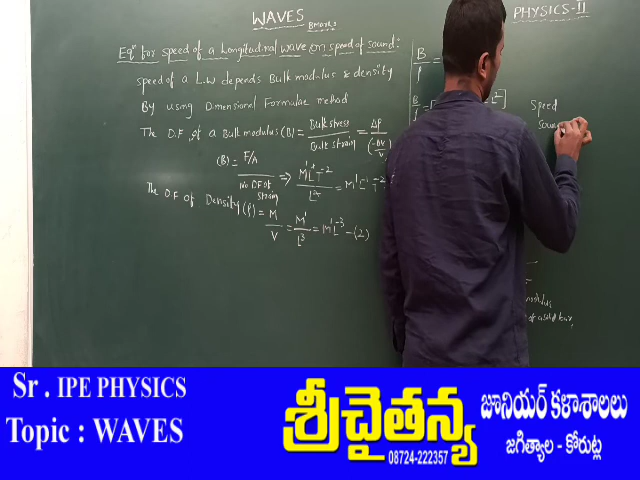 WAVES 8MARKS
PHYSICS-II
Eqⁿ for speed of a Longitudinal wave (or) speed of sound:
speed of a L.W depends Bulk modulus & density
By using Dimensional Formulae method
The D.F of a Bulk modulus (B) = Bulk stress / Bulk strain = ΔP / (-ΔV/V)
(B) = F/A / No DF of strain ⇒ M¹L¹T⁻² / L² = M¹L⁻¹T⁻²
The D.F of Density (ρ) = M/V = M¹/L³ = M¹L⁻³ -(2)
B/ρ =
B/ρ =
Speed
Sr . IPE PHYSICS
Topic : WAVES
శ్రీచైతన్య
08724-222357
జూనియర్ కళాశాలలు
జగిత్యాల - కోరుట్ల